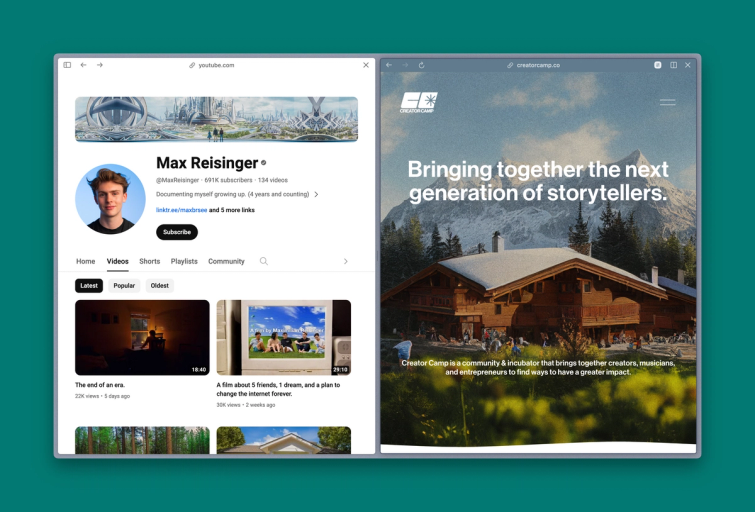 youtube.com
Max Reisinger
@MaxReisinger · 691K subscribers · 134 videos
Documenting myself growing up. (4 years and counting)
linktr.ee/maxbrsee and 5 more links
Subscribe
Home Videos Shorts Playlists Community
Latest Popular Oldest
18:40
The end of an era.
22K views • 5 days ago
A film by Max Reisinger
29:10
A film about 5 friends, 1 dream, and a plan to
change the internet forever.
30K views • 2 weeks ago
creatorcamp.co
CREATOR CAMP
Bringing together the next
generation of storytellers.
Creator Camp is a community & incubator that brings together creators, musicians,
and entrepreneurs to find ways to have a greater impact.